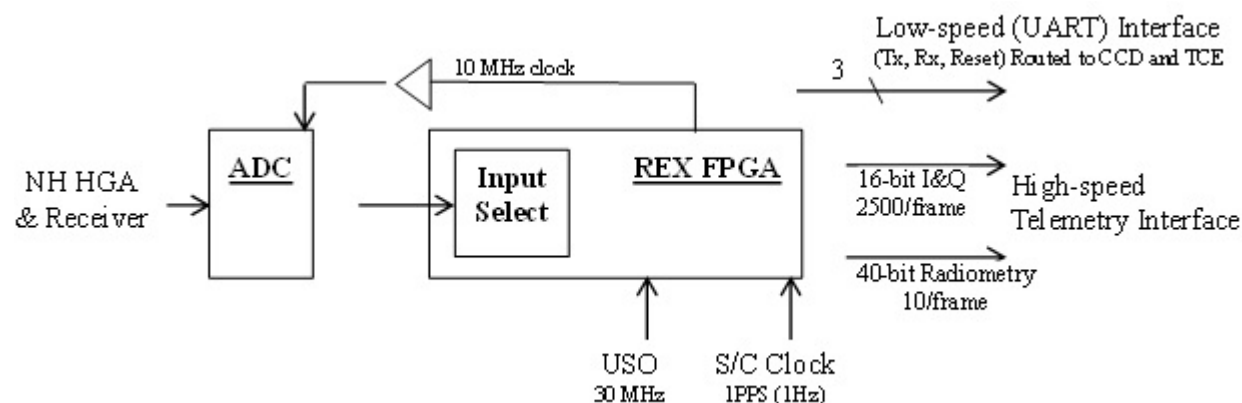 Low-speed (UART) Interface
(Tx, Rx, Reset) Routed to CCD and TCE
3
10 MHz clock
ADC
REX FPGA
Input
Select
NH HGA
& Receiver
16-bit I&Q
2500/frame
High-speed
Telemetry Interface
40-bit Radiometry
10/frame
USO
30 MHz
S/C Clock
1PPS (1Hz)